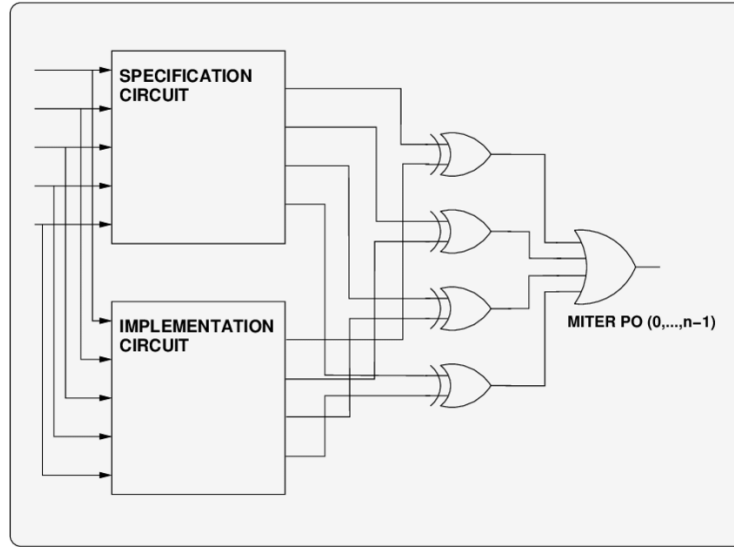 SPECIFICATION
CIRCUIT
IMPLEMENTATION
CIRCUIT
MITER PO (0,...,n−1)